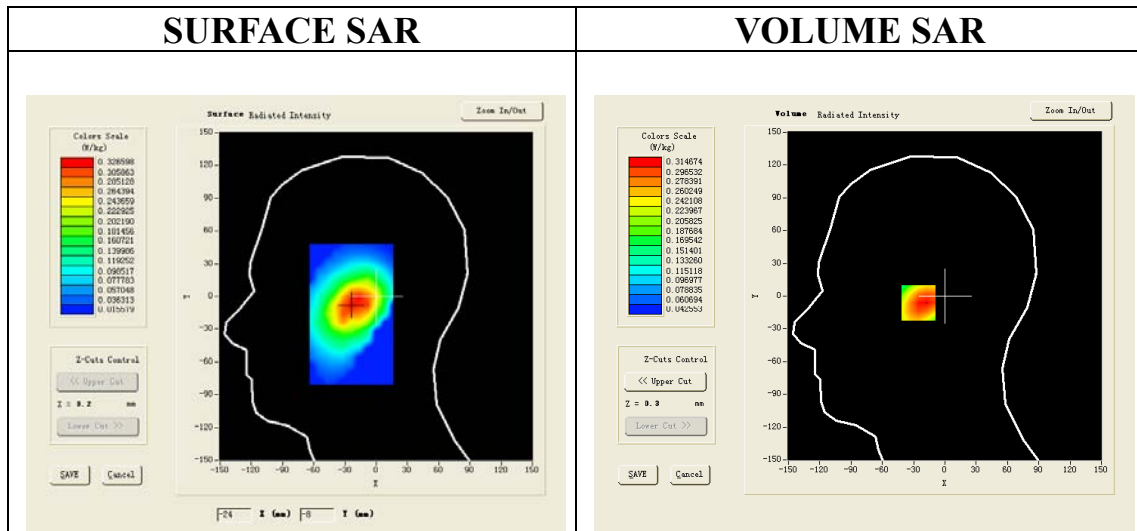 SURFACE SAR
VOLUME SAR
Surface Radiated Intensity
Zoom In/Out
Colors Scale
(W/kg)
0.326598
0.305863
0.285128
0.264394
0.243659
0.222925
0.202190
0.181456
0.160721
0.139986
0.119252
0.098517
0.077783
0.057048
0.036313
0.015579
150
120
90
60
30
0
-30
-60
-90
-120
-150
Y
-150 -120 -90 -60 -30 0 30 60 90 120 150
X
Z-Cuts Control
<< Upper Cut
Z = 0.2 mm
Lower Cut >>
SAVE Cancel
-24 X (mm) -8 Y (mm)
Volume Radiated Intensity
Zoom In/Out
Colors Scale
(W/kg)
0.314674
0.296532
0.278391
0.260249
0.242108
0.223967
0.205825
0.187684
0.169542
0.151401
0.133260
0.115118
0.096977
0.078835
0.060694
0.042553
150
120
90
60
30
0
-30
-60
-90
-120
-150
Y
-150 -120 -90 -60 -30 0 30 60 90 120 150
X
Z-Cuts Control
<< Upper Cut
Z = 0.3 mm
Lower Cut >>
SAVE Cancel